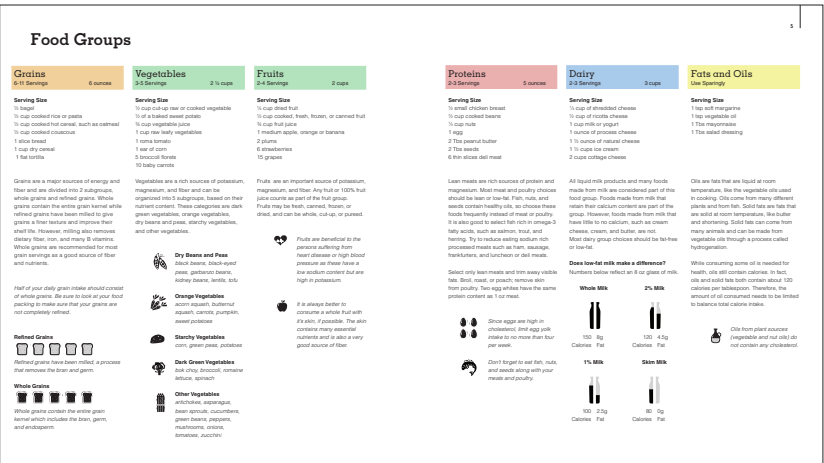 5
Food Groups
Grains
6-11 Servings 6 ounces
Serving Size
½ bagel
½ cup cooked rice or pasta
½ cup cooked hot cereal, such as oatmeal
½ cup cooked couscous
1 slice bread
1 cup dry cereal
1 flat tortilla
Grains are a major sources of energy and
fiber and are divided into 2 subgroups,
whole grains and refined grains. Whole
grains contain the entire grain kernel while
refined grains have been milled to give
grains a finer texture and improve their
shelf life. However, milling also removes
dietary fiber, iron, and many B vitamins.
Whole grains are recommended for most
grain servings as a good source of fiber
and nutrients.
Half of your daily grain intake should consist
of whole grains. Be sure to look at your food
packing to make sure that your grains are
not completely refined.
Refined Grains
Refined grains have been milled, a process
that removes the bran and germ.
Whole Grains
Whole grains contain the entire grain
kernel which includes the bran, germ,
and endosperm.
Vegetables
3-5 Servings 2 ½ cups
Serving Size
½ cup cut-up raw or cooked vegetable
½ of a baked sweet potato
¾ cup vegetable juice
1 cup raw leafy vegetables
1 roma tomato
1 ear of corn
5 broccoli florets
10 baby carrots
Vegetables are a rich sources of potassium,
magnesium, and fiber and can be
organized into 5 subgroups, based on their
nutrient content. These categories are dark
green vegetables, orange vegetables,
dry beans and peas, starchy vegetables,
and other vegetables.
Dry Beans and Peas
black beans, black-eyed
peas, garbanzo beans,
kidney beans, lentils, tofu
Orange Vegetables
acorn squash, butternut
squash, carrots, pumpkin,
sweet potatoes
Starchy Vegetables
corn, green peas, potatoes
Dark Green Vegetables
bok choy, broccoli, romaine
lettuce, spinach
Other Vegetables
artichokes, asparagus,
bean sprouts, cucumbers,
green beans, peppers,
mushrooms, onions,
tomatoes, zucchini
Fruits
2-4 Servings 2 cups
Serving Size
¼ cup dried fruit
½ cup cooked, fresh, frozen, or canned fruit
¾ cup fruit juice
1 medium apple, orange or banana
2 plums
6 strawberries
15 grapes
Fruits are an important source of potassium,
magnesium, and fiber. Any fruit or 100% fruit
juice counts as part of the fruit group.
Fruits may be fresh, canned, frozen, or
dried, and can be whole, cut-up, or pureed.
Fruits are beneficial to the
persons suffering from
heart disease or high blood
pressure as these have a
low sodium content but are
high in potassium.
It is always better to
consume a whole fruit with
it's skin, if possible. The skin
contains many essential
nutrients and is also a very
good source of fiber.
Proteins
2-3 Servings 5 ounces
Serving Size
½ small chicken breast
½ cup cooked beans
½ cup nuts
1 egg
2 Tbs peanut butter
2 Tbs seeds
6 thin slices deli meat
Lean meats are rich sources of protein and
magnesium. Most meat and poultry choices
should be lean or low-fat. Fish, nuts, and
seeds contain healthy oils, so choose these
foods frequently instead of meat or poultry.
It is also good to select fish rich in omega-3
fatty acids, such as salmon, trout, and
herring. Try to reduce eating sodium rich
processed meats such as ham, sausage,
frankfurters, and luncheon or deli meats.
Select only lean meats and trim away visible
fats. Broil, roast, or poach; remove skin
from poultry. Two egg whites have the same
protein content as 1 oz meat.
Since eggs are high in
cholesterol, limit egg yolk
intake to no more than four
per week.
Don't forget to eat fish, nuts,
and seeds along with your
meats and poultry.
Dairy
2-3 Servings 3 cups
Serving Size
⅓ cup of shredded cheese
½ cup of ricotta cheese
1 cup milk or yogurt
1 ounce of process cheese
1 ½ ounce of natural cheese
1 ½ cups ice cream
2 cups cottage cheese
All liquid milk products and many foods
made from milk are considered part of this
food group. Foods made from milk that
retain their calcium content are part of the
group. However, foods made from milk that
have little to no calcium, such as cream
cheese, cream, and butter, are not.
Most dairy group choices should be fat-free
or low-fat.
Does low-fat milk make a difference?
Numbers below reflect an 8 oz glass of milk.
Whole Milk 2% Milk
150 8g 120 4.5g
Calories Fat Calories Fat
1% Milk Skim Milk
100 2.5g 80 0g
Calories Fat Calories Fat
Fats and Oils
Use Sparingly
Serving Size
1 tsp soft margarine
1 tsp vegetable oil
1 Tbs mayonnaise
1 Tbs salad dressing
Oils are fats that are liquid at room
temperature, like the vegetable oils used
in cooking. Oils come from many different
plants and from fish. Solid fats are fats that
are solid at room temperature, like butter
and shortening. Solid fats can come from
many animals and can be made from
vegetable oils through a process called
hydrogenation.
While consuming some oil is needed for
heath, oils still contain calories. In fact,
oils and solid fats both contain about 120
calories per tablespoon. Therefore, the
amount of oil consumed needs to be limited
to balance total calorie intake.
Oils from plant sources
(vegetable and nut oils) do
not contain any cholesterol.